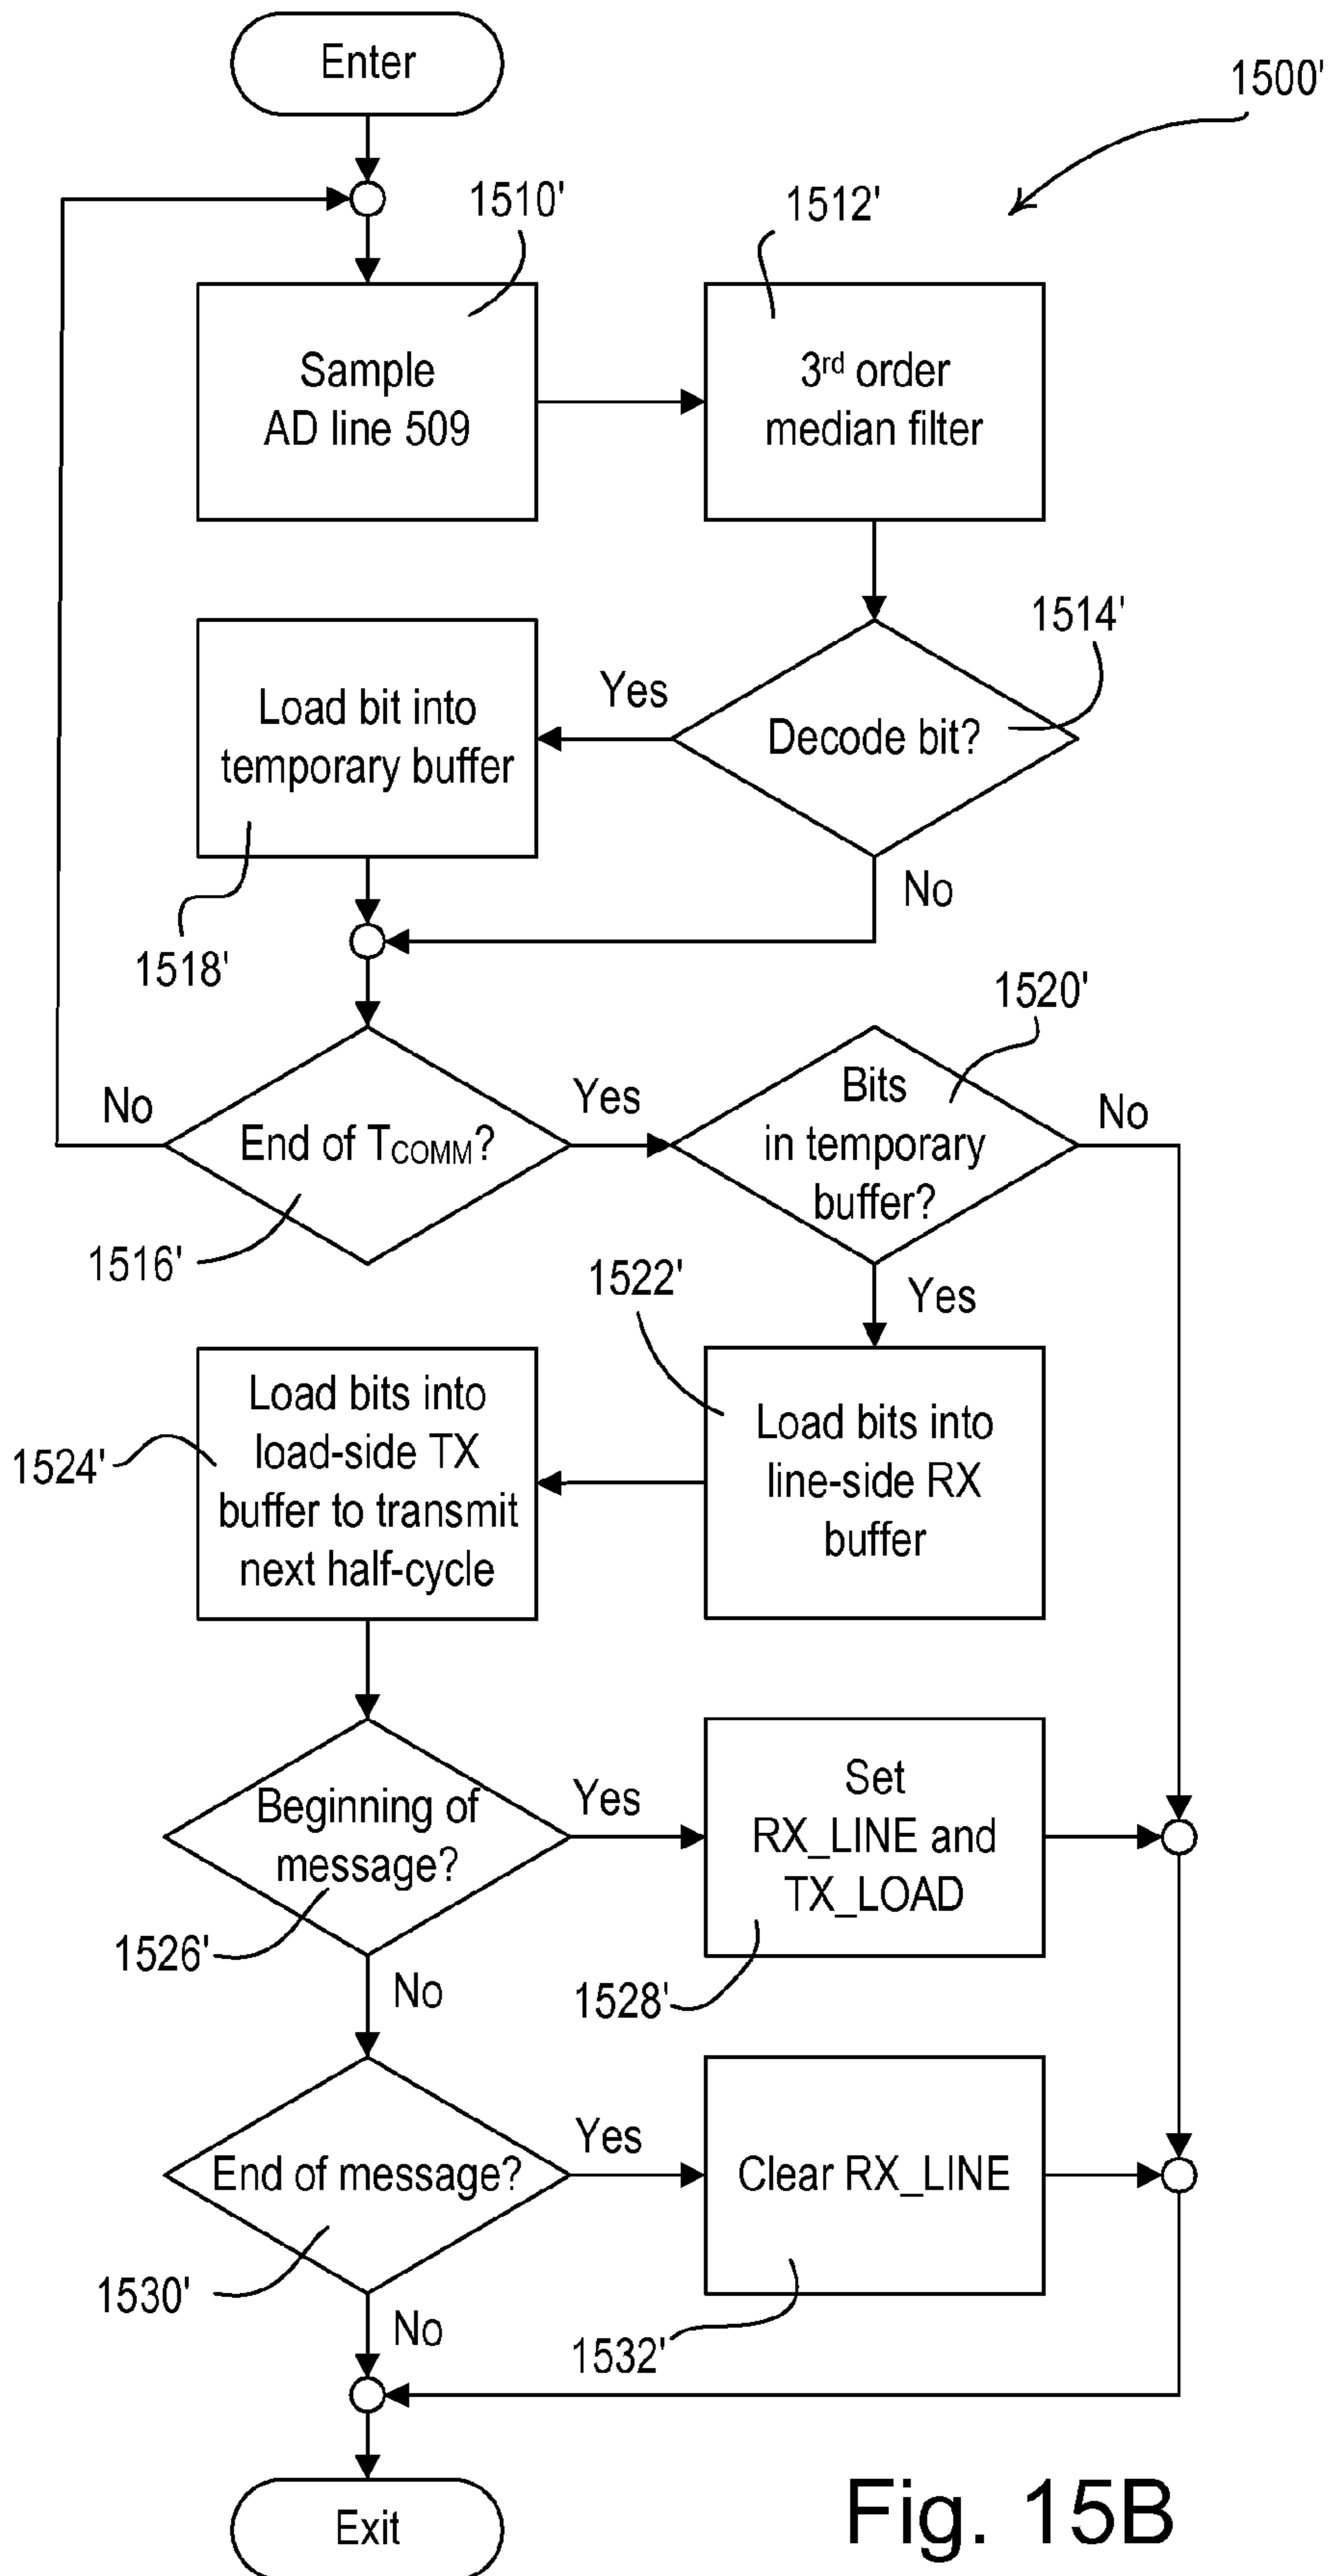 Enter
1500'
1510'
1512'
Sample
AD line 509
3rd order
median filter
1514'
Load bit into
temporary buffer
Yes
Decode bit?
No
1518'
1520'
No
End of TCOMM?
Yes
Bits
in temporary
buffer?
No
1516'
1522'
Yes
1524'
Load bits into
load-side TX
buffer to transmit
next half-cycle
Load bits into
line-side RX
buffer
Beginning of
message?
Yes
Set
RX_LINE and
TX_LOAD
1526'
No
1528'
End of message?
Yes
Clear RX_LINE
1530'
No
1532'
Exit
Fig. 15B